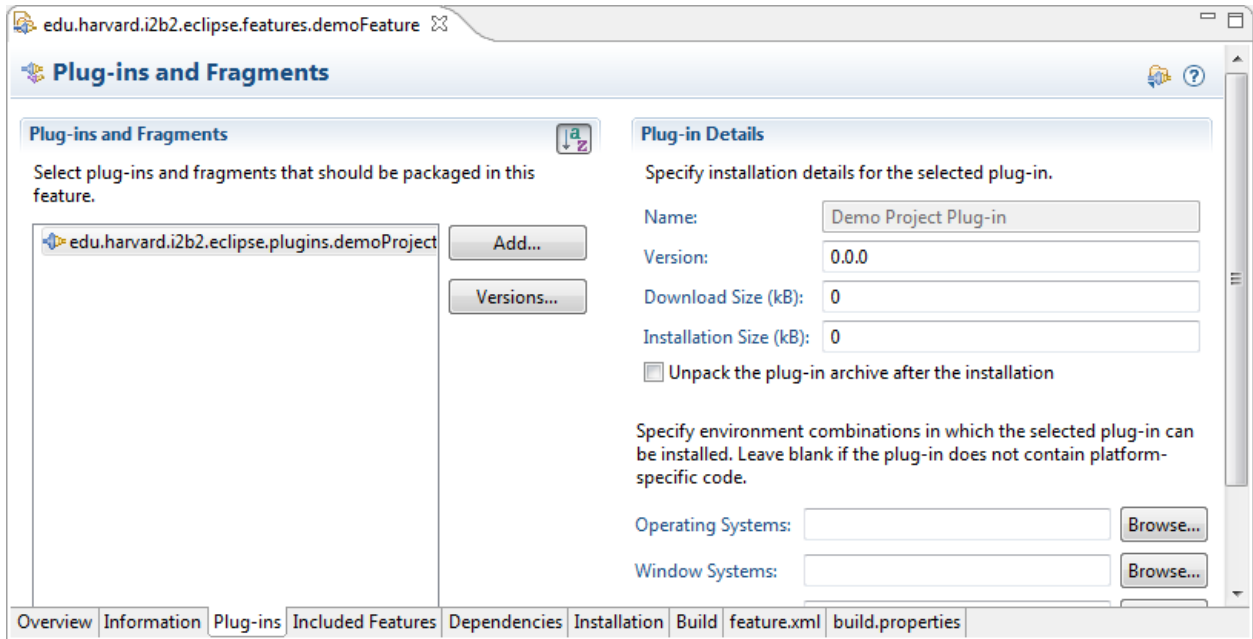 edu.harvard.i2b2.eclipse.features.demoFeature
Plug-ins and Fragments
Plug-ins and Fragments
Select plug-ins and fragments that should be packaged in this
feature.
edu.harvard.i2b2.eclipse.plugins.demoProject
Add...
Versions...
Plug-in Details
Specify installation details for the selected plug-in.
Name: Demo Project Plug-in
Version: 0.0.0
Download Size (kB): 0
Installation Size (kB): 0
Unpack the plug-in archive after the installation
Specify environment combinations in which the selected plug-in can
be installed. Leave blank if the plug-in does not contain platform-
specific code.
Operating Systems: Browse...
Window Systems: Browse...
Overview Information Plug-ins Included Features Dependencies Installation Build feature.xml build.properties